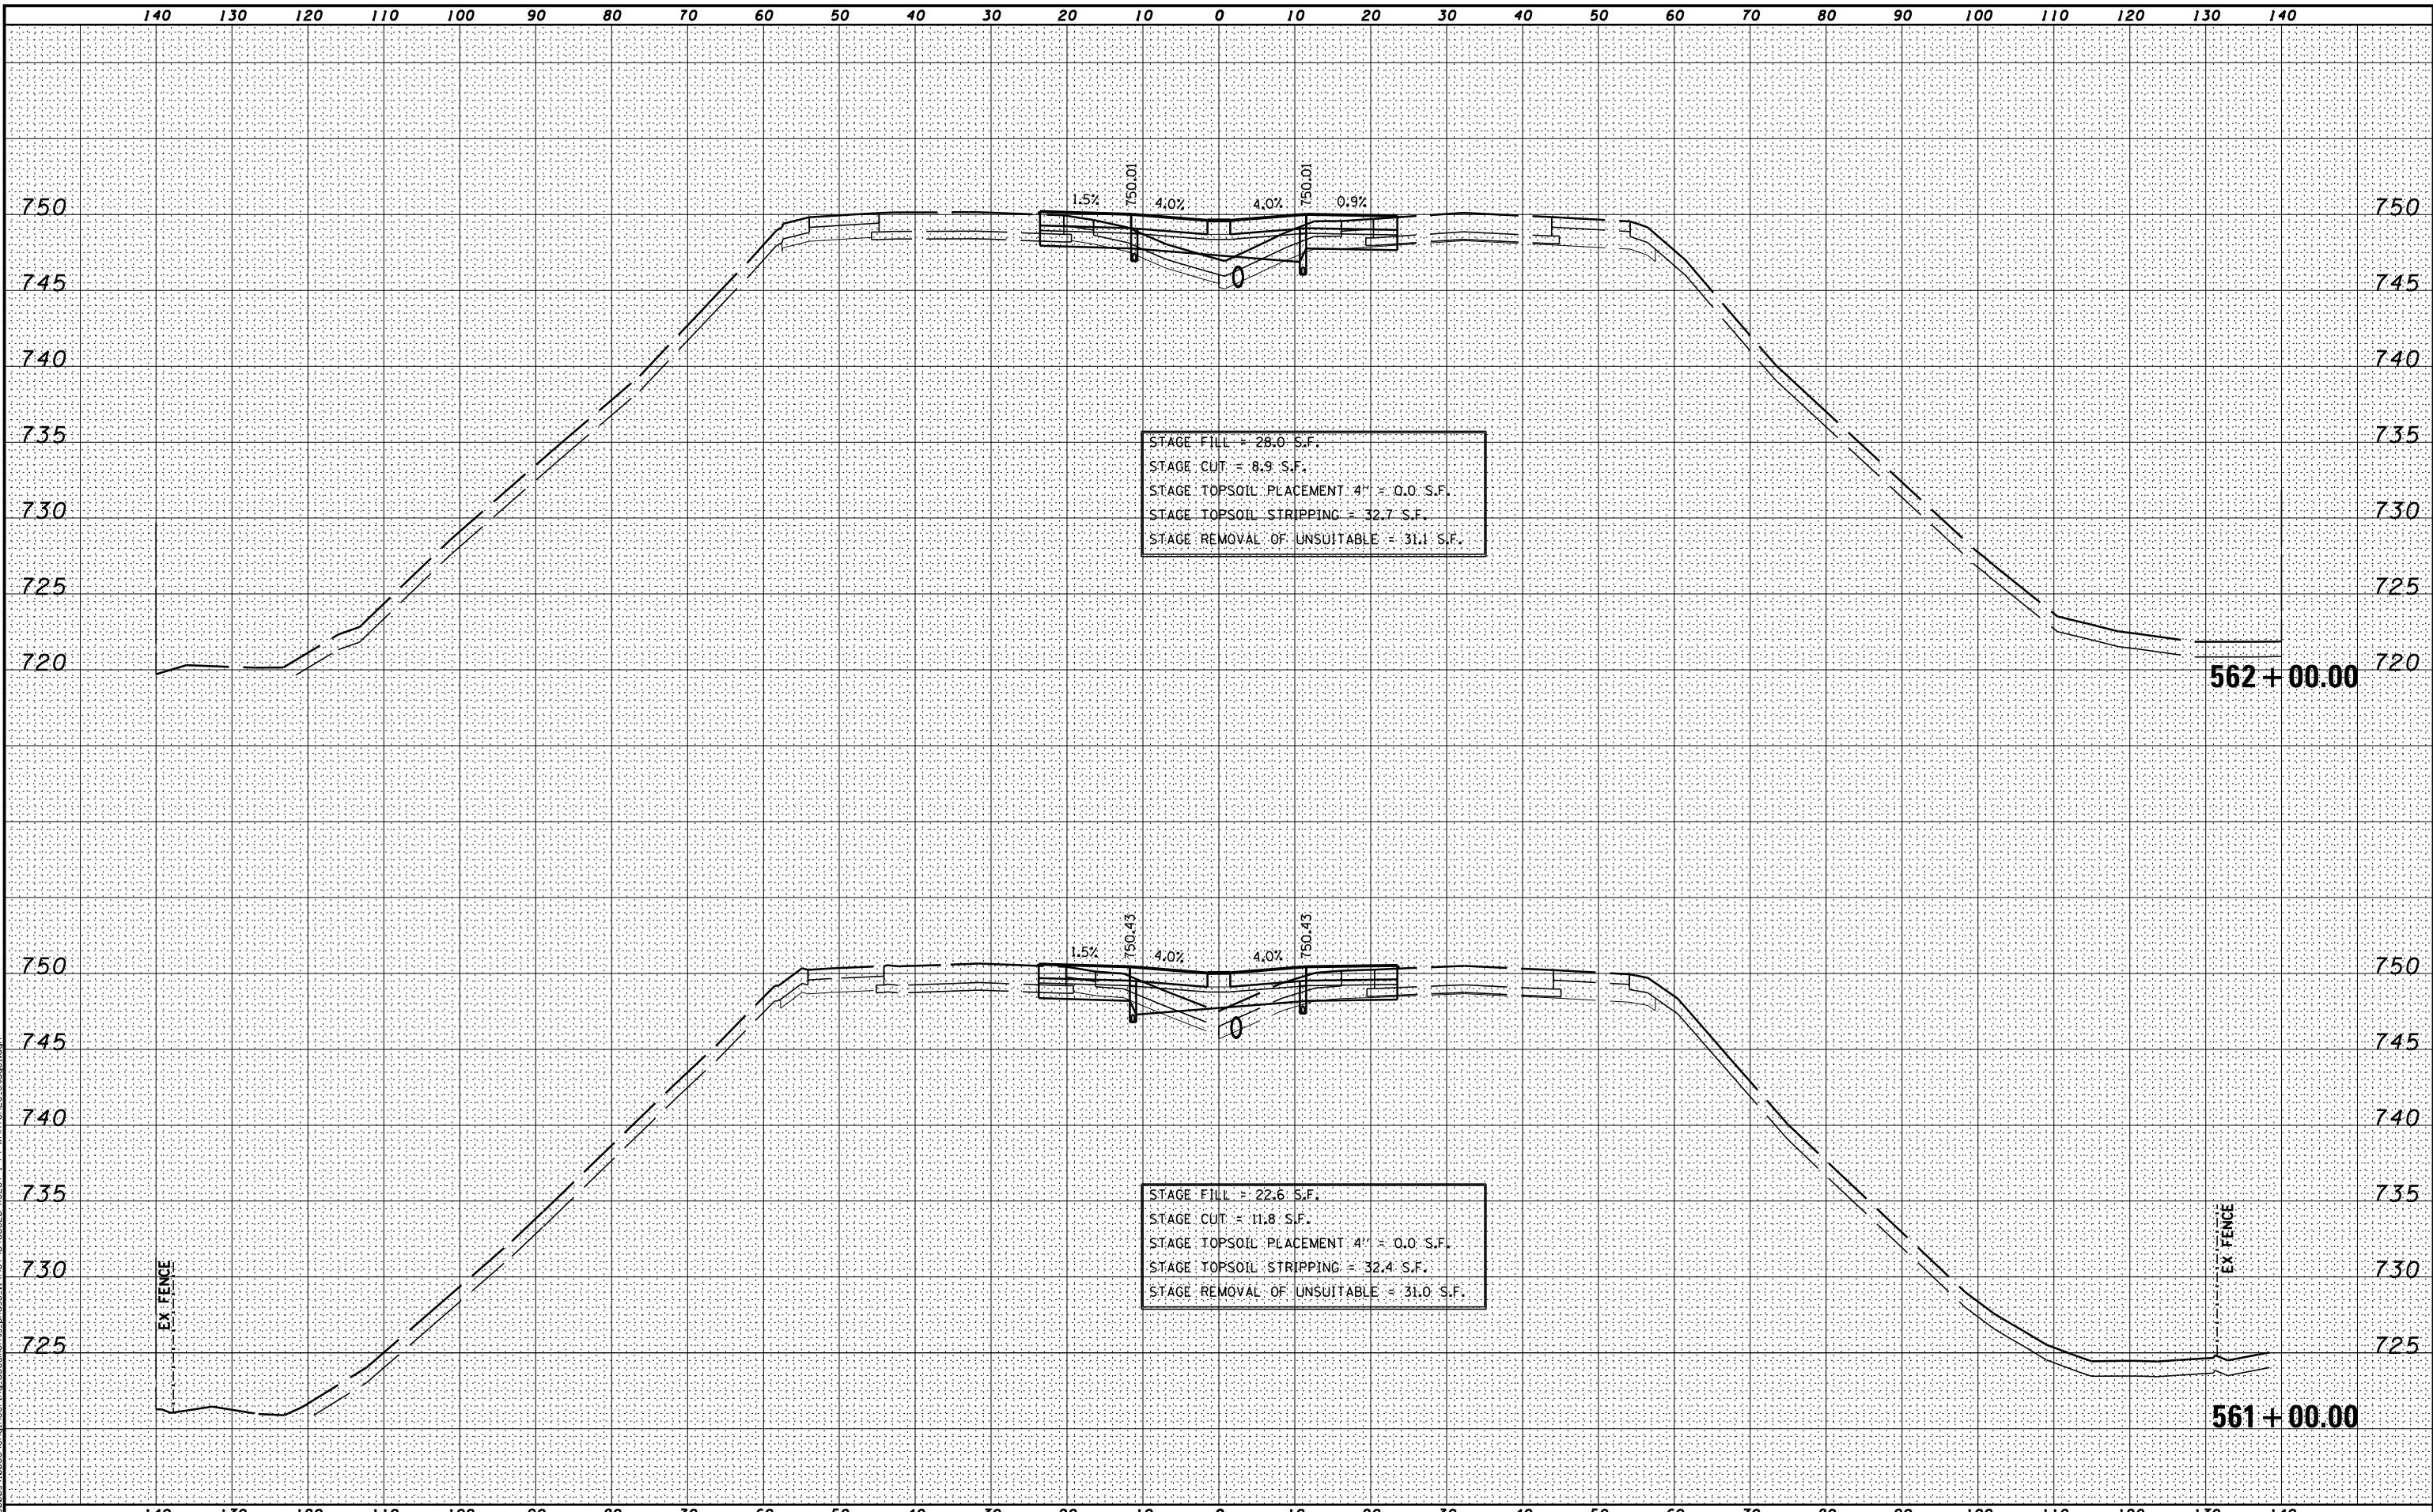 140 130 120 110 100 90 80 70 60 50 40 30 20 10 0 10 20 30 40 50 60 70 80 90 100 110 120 130 140
750.01 750.01
1.5% 4.0% 4.0% 0.9%
750 750
745 745
740 740
735 735
STAGE FILL = 28.0 S.F.
STAGE CUT = 8.9 S.F.
STAGE TOPSOIL PLACEMENT 4'' = 0.0 S.F.
STAGE TOPSOIL STRIPPING = 32.7 S.F.
STAGE REMOVAL OF UNSUITABLE = 31.1 S.F.
730 730
725 725
720 720
562 + 00.00
750.43 750.43
1.5% 4.0% 4.0%
750 750
745 745
740 740
735 735
STAGE FILL = 22.6 S.F.
STAGE CUT = 11.8 S.F.
STAGE TOPSOIL PLACEMENT 4'' = 0.0 S.F.
STAGE TOPSOIL STRIPPING = 32.4 S.F.
STAGE REMOVAL OF UNSUITABLE = 31.0 S.F.
EX FENCE
EX FENCE
730 730
725 725
561 + 00.00